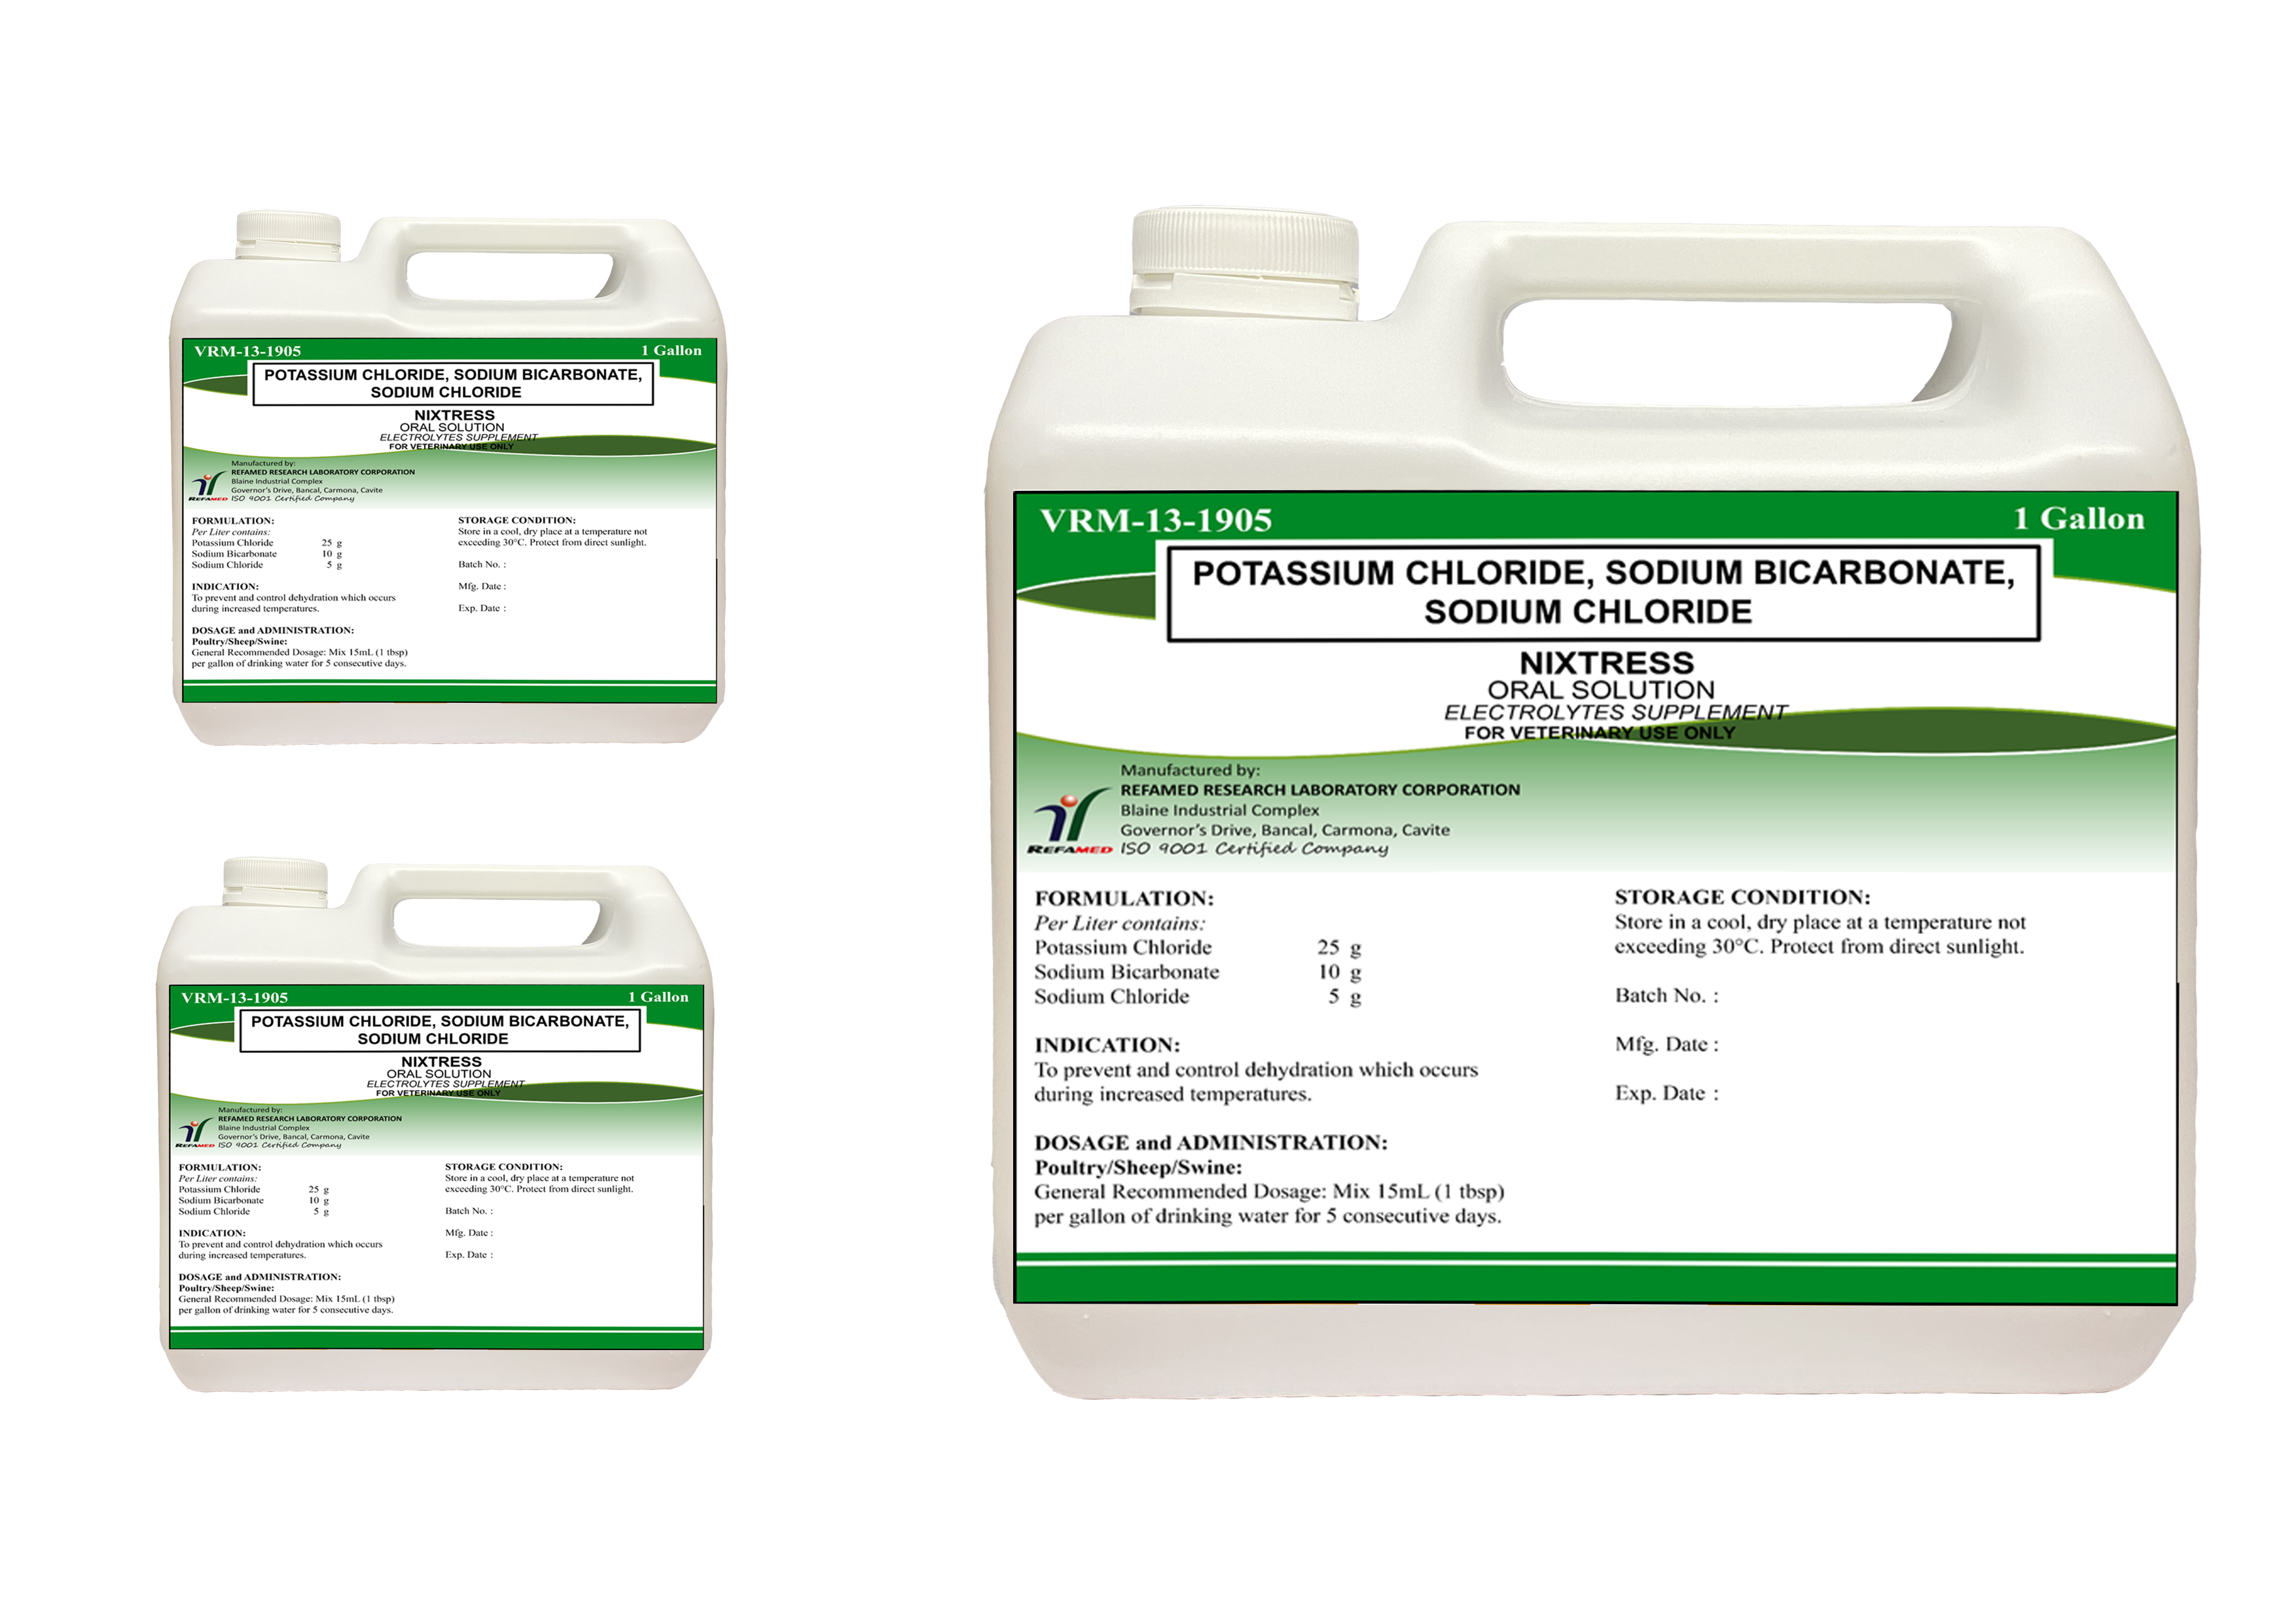 VRM-13-1905 1 Gallon
POTASSIUM CHLORIDE, SODIUM BICARBONATE,
SODIUM CHLORIDE
NIXTRESS
ORAL SOLUTION
ELECTROLYTES SUPPLEMENT
FOR VETERINARY USE ONLY
Manufactured by:
REFAMED RESEARCH LABORATORY CORPORATION
Blaine Industrial Complex
Governor's Drive, Bancal, Carmona, Cavite
REFAMED ISO 9001 Certified Company
FORMULATION:
Per Liter contains:
Potassium Chloride 25 g
Sodium Bicarbonate 10 g
Sodium Chloride 5 g
INDICATION:
To prevent and control dehydration which occurs
during increased temperatures.
DOSAGE and ADMINISTRATION:
Poultry/Sheep/Swine:
General Recommended Dosage: Mix 15mL (1 tbsp)
per gallon of drinking water for 5 consecutive days.
STORAGE CONDITION:
Store in a cool, dry place at a temperature not
exceeding 30°C. Protect from direct sunlight.
Batch No. :
Mfg. Date :
Exp. Date :
VRM-13-1905 1 Gallon
POTASSIUM CHLORIDE, SODIUM BICARBONATE,
SODIUM CHLORIDE
NIXTRESS
ORAL SOLUTION
ELECTROLYTES SUPPLEMENT
FOR VETERINARY USE ONLY
Manufactured by:
REFAMED RESEARCH LABORATORY CORPORATION
Blaine Industrial Complex
Governor's Drive, Bancal, Carmona, Cavite
REFAMED ISO 9001 Certified Company
FORMULATION:
Per Liter contains:
Potassium Chloride 25 g
Sodium Bicarbonate 10 g
Sodium Chloride 5 g
INDICATION:
To prevent and control dehydration which occurs
during increased temperatures.
DOSAGE and ADMINISTRATION:
Poultry/Sheep/Swine:
General Recommended Dosage: Mix 15mL (1 tbsp)
per gallon of drinking water for 5 consecutive days.
STORAGE CONDITION:
Store in a cool, dry place at a temperature not
exceeding 30°C. Protect from direct sunlight.
Batch No. :
Mfg. Date :
Exp. Date :
VRM-13-1905 1 Gallon
POTASSIUM CHLORIDE, SODIUM BICARBONATE,
SODIUM CHLORIDE
NIXTRESS
ORAL SOLUTION
ELECTROLYTES SUPPLEMENT
FOR VETERINARY USE ONLY
Manufactured by:
REFAMED RESEARCH LABORATORY CORPORATION
Blaine Industrial Complex
Governor's Drive, Bancal, Carmona, Cavite
REFAMED ISO 9001 Certified Company
FORMULATION:
Per Liter contains:
Potassium Chloride 25 g
Sodium Bicarbonate 10 g
Sodium Chloride 5 g
INDICATION:
To prevent and control dehydration which occurs
during increased temperatures.
DOSAGE and ADMINISTRATION:
Poultry/Sheep/Swine:
General Recommended Dosage: Mix 15mL (1 tbsp)
per gallon of drinking water for 5 consecutive days.
STORAGE CONDITION:
Store in a cool, dry place at a temperature not
exceeding 30°C. Protect from direct sunlight.
Batch No. :
Mfg. Date :
Exp. Date :